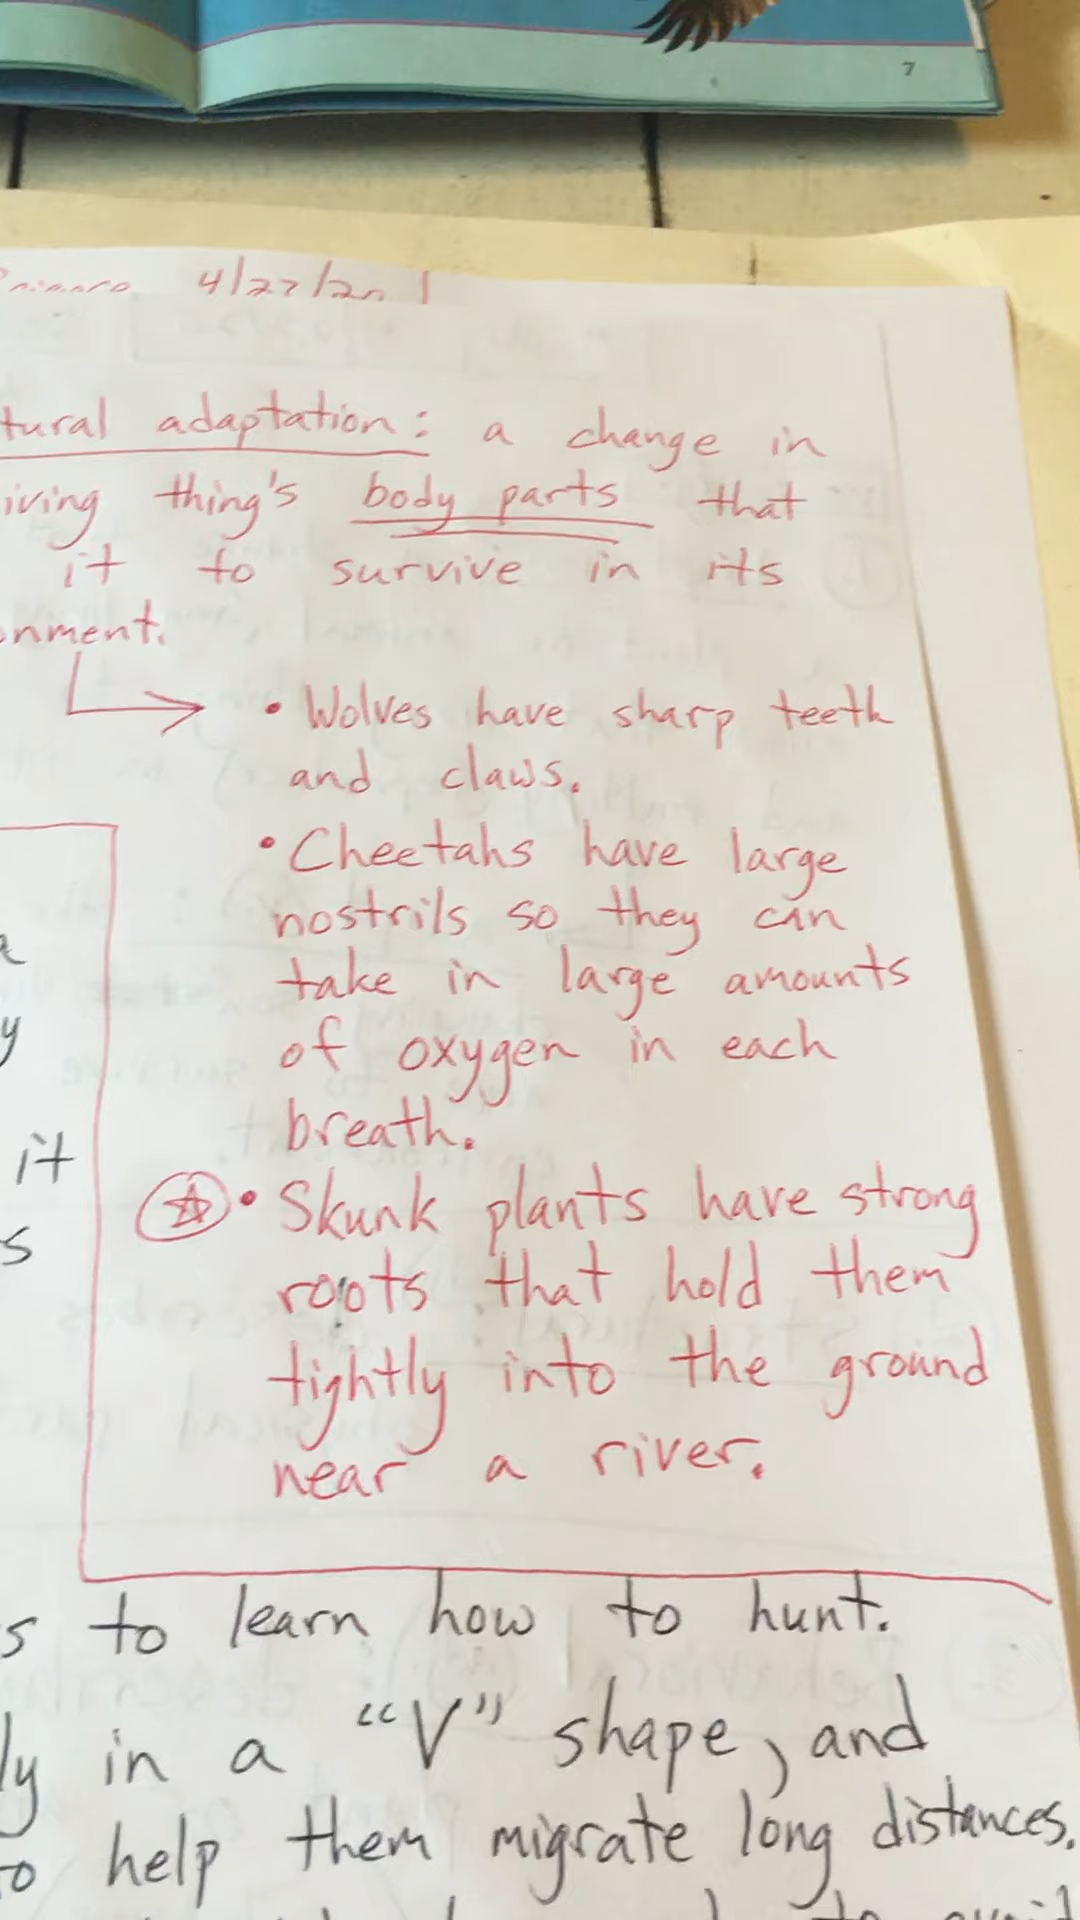 7
4/27/20
tural adaptation: a change in
iving thing's body parts that
it to survive in its
onment.
• Wolves have sharp teeth
and claws.
• Cheetahs have large
nostrils so they can
take in large amounts
of oxygen in each
breath.
• Skunk plants have strong
roots that hold them
tightly into the ground
near a river.
y
it
s
s to learn how to hunt.
ly in a "V" shape, and
o help them migrate long distances.